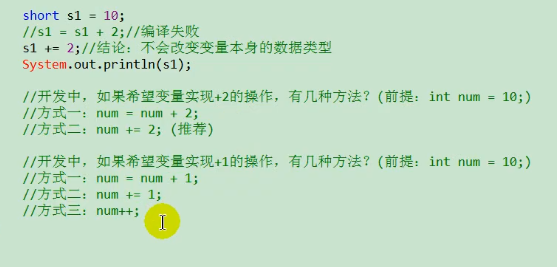 short s1 = 10;
//s1 = s1 + 2;//编译失败
s1 += 2;//结论：不会改变变量本身的数据类型
System.out.println(s1);
//开发中，如果希望变量实现+2的操作，有几种方法？(前提：int num = 10;)
//方式一：num = num + 2;
//方式二：num += 2; (推荐)
//开发中，如果希望变量实现+1的操作，有几种方法？(前提：int num = 10;)
//方式一：num = num + 1;
//方式二：num += 1;
//方式三：num++;